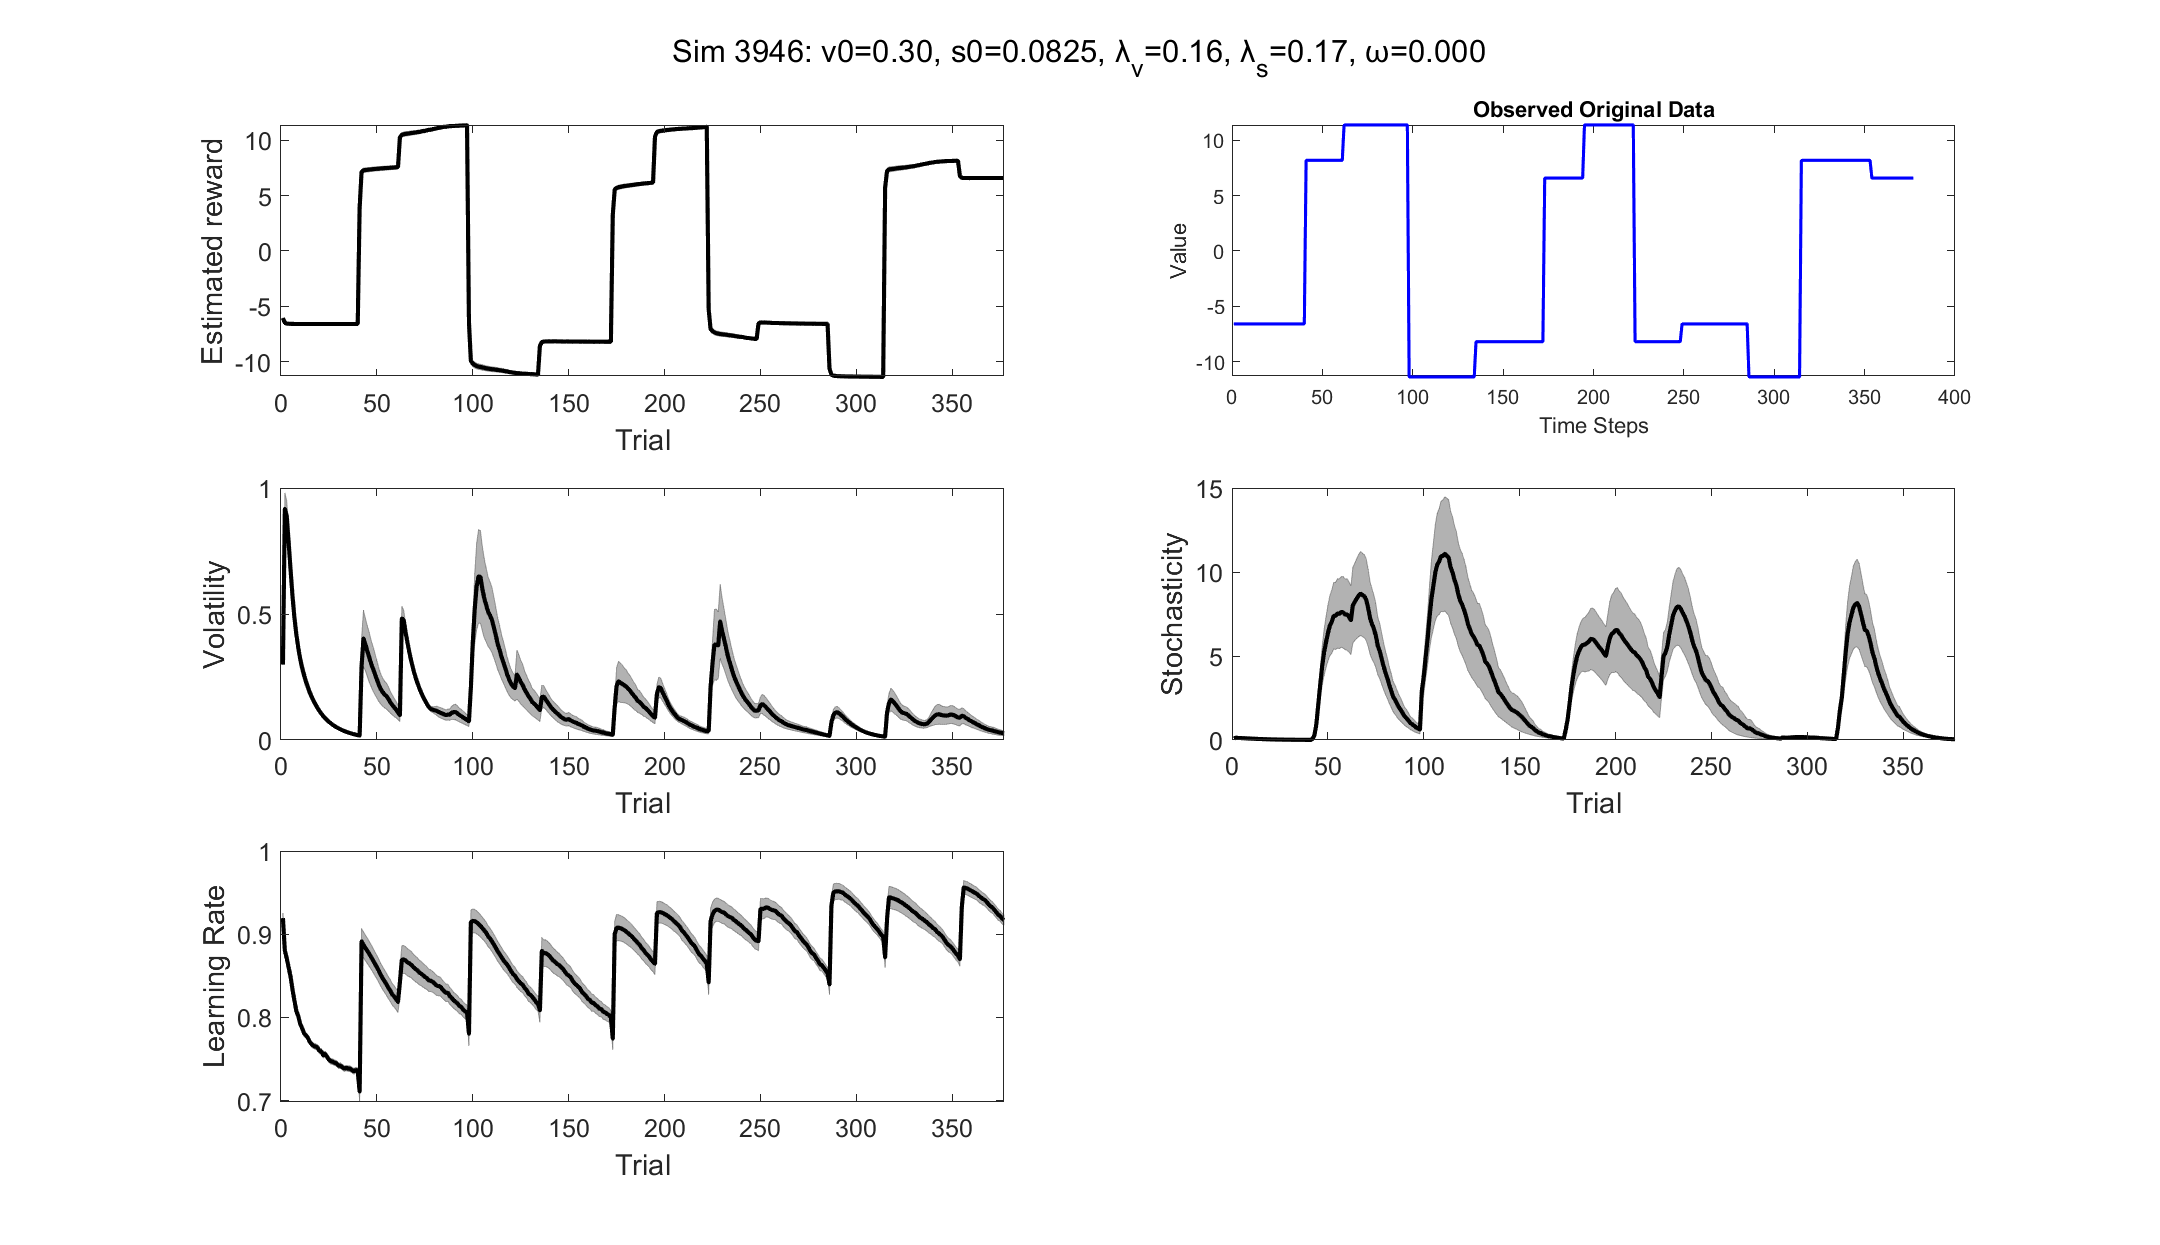 Sim 3946: v0=0.30, s0=0.0825, λv=0.16, λs=0.17, ω=0.000
Estimated reward
10
5
0
-5
-10
0 50 100 150 200 250 300 350
Trial
Observed Original Data
Value
10
5
0
-5
-10
0 50 100 150 200 250 300 350 400
Time Steps
Volatility
1
0.5
0
0 50 100 150 200 250 300 350
Trial
Stochasticity
15
10
5
0
0 50 100 150 200 250 300 350
Trial
Learning Rate
1
0.9
0.8
0.7
0 50 100 150 200 250 300 350
Trial